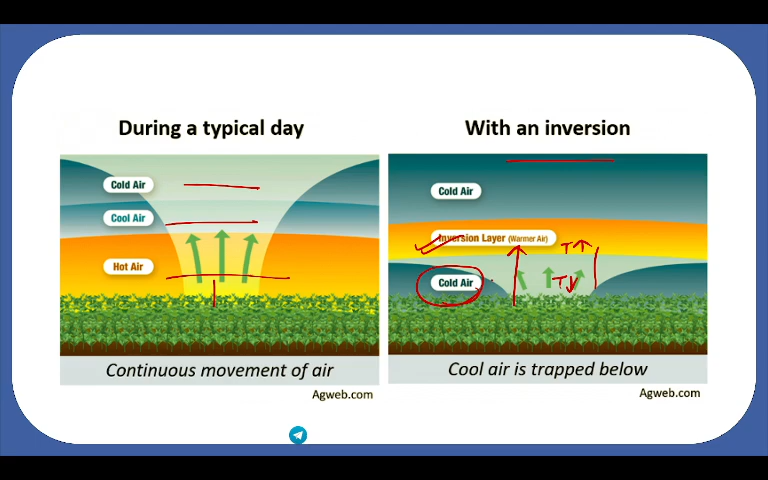 During a typical day
With an inversion
Cold Air
Cool Air
Hot Air
Cold Air
Inversion Layer (Warmer Air)
T↑
Cold Air
T↓
Continuous movement of air
Cool air is trapped below
Agweb.com
Agweb.com